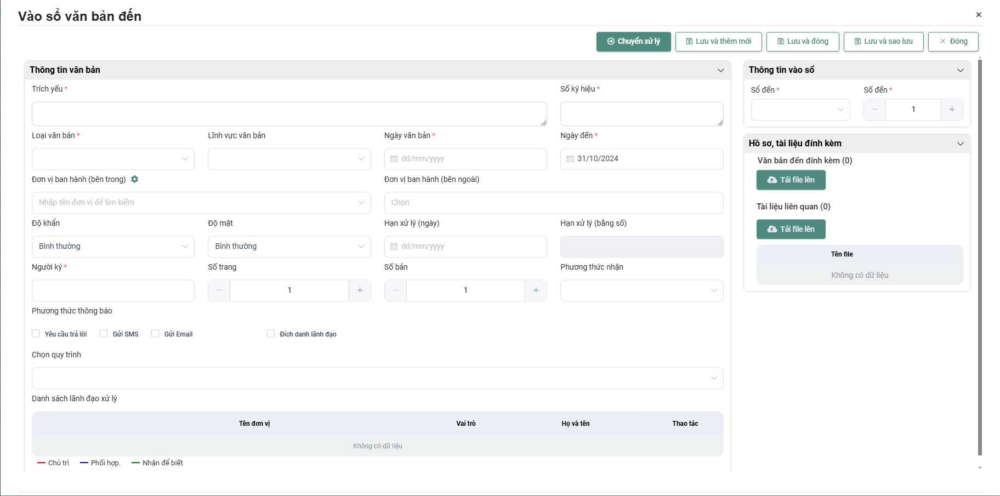 Vào sổ văn bản đến
Chuyển xử lý
Lưu và thêm mới
Lưu và đóng
Lưu và sao lưu
Đóng
Thông tin văn bản
Trích yếu *
Số ký hiệu *
Loại văn bản *
Lĩnh vực văn bản
Ngày văn bản *
Ngày đến *
dd/mm/yyyy
31/10/2024
Đơn vị ban hành (bên trong)
Đơn vị ban hành (bên ngoài)
Nhập tên đơn vị để tìm kiếm
Chọn
Độ khẩn
Độ mật
Hạn xử lý (ngày)
Hạn xử lý (bằng số)
Bình thường
Bình thường
dd/mm/yyyy
Người ký *
Số trang
Số bản
Phương thức nhận
1
1
Phương thức thông báo
Yêu cầu trả lời
Gửi SMS
Gửi Email
Đích danh lãnh đạo
Chọn quy trình
Danh sách lãnh đạo xử lý
Tên đơn vị
Vai trò
Họ và tên
Thao tác
Không có dữ liệu
Chủ trì
Phối hợp.
Nhận để biết
Thông tin vào sổ
Sổ đến *
Số đến *
1
Hồ sơ, tài liệu đính kèm
Văn bản đến đính kèm (0)
Tải file lên
Tài liệu liên quan (0)
Tải file lên
Tên file
Không có dữ liệu